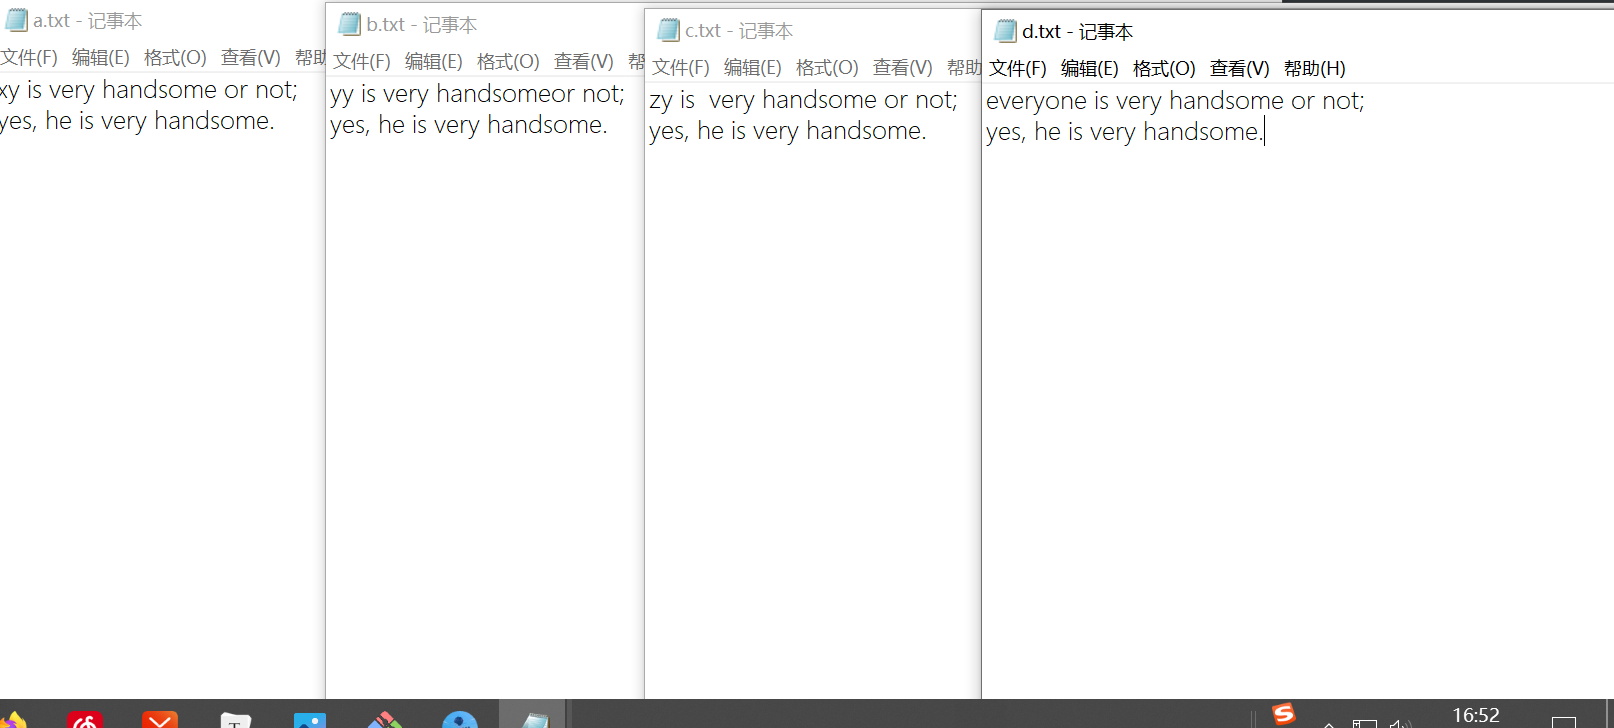 a.txt - 记事本
文件(F) 编辑(E) 格式(O) 查看(V) 帮助
xy is very handsome or not;
yes, he is very handsome.
b.txt - 记事本
文件(F) 编辑(E) 格式(O) 查看(V) 帮
yy is very handsomeor not;
yes, he is very handsome.
c.txt - 记事本
文件(F) 编辑(E) 格式(O) 查看(V) 帮助
zy is  very handsome or not;
yes, he is very handsome.
d.txt - 记事本
文件(F) 编辑(E) 格式(O) 查看(V) 帮助(H)
everyone is very handsome or not;
yes, he is very handsome.
16:52